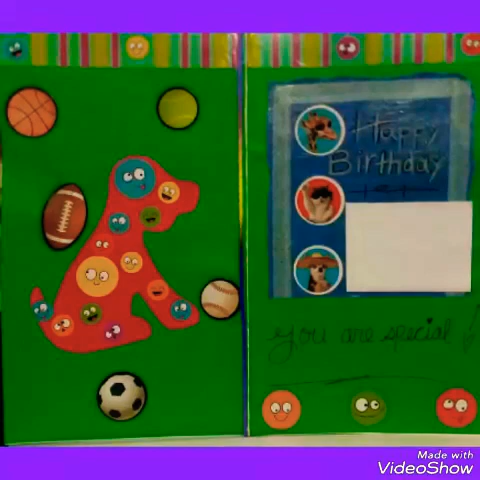 Happy
Birthday
you are special !
Made with
VideoShow